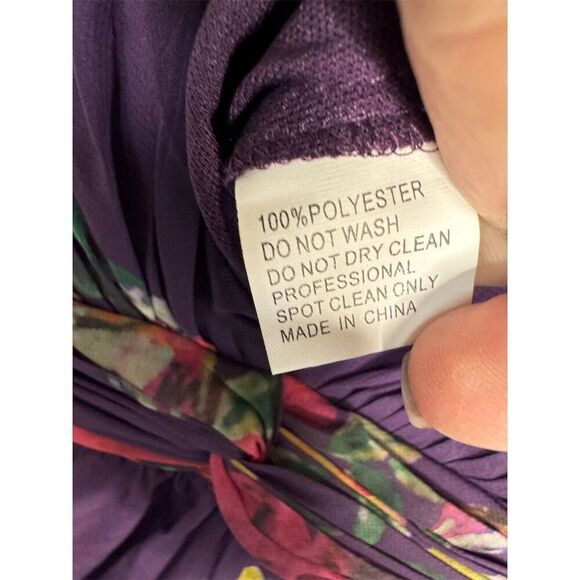 100%POLYESTER
DO NOT WASH
DO NOT DRY CLEAN
PROFESSIONAL
SPOT CLEAN ONLY
MADE IN CHINA